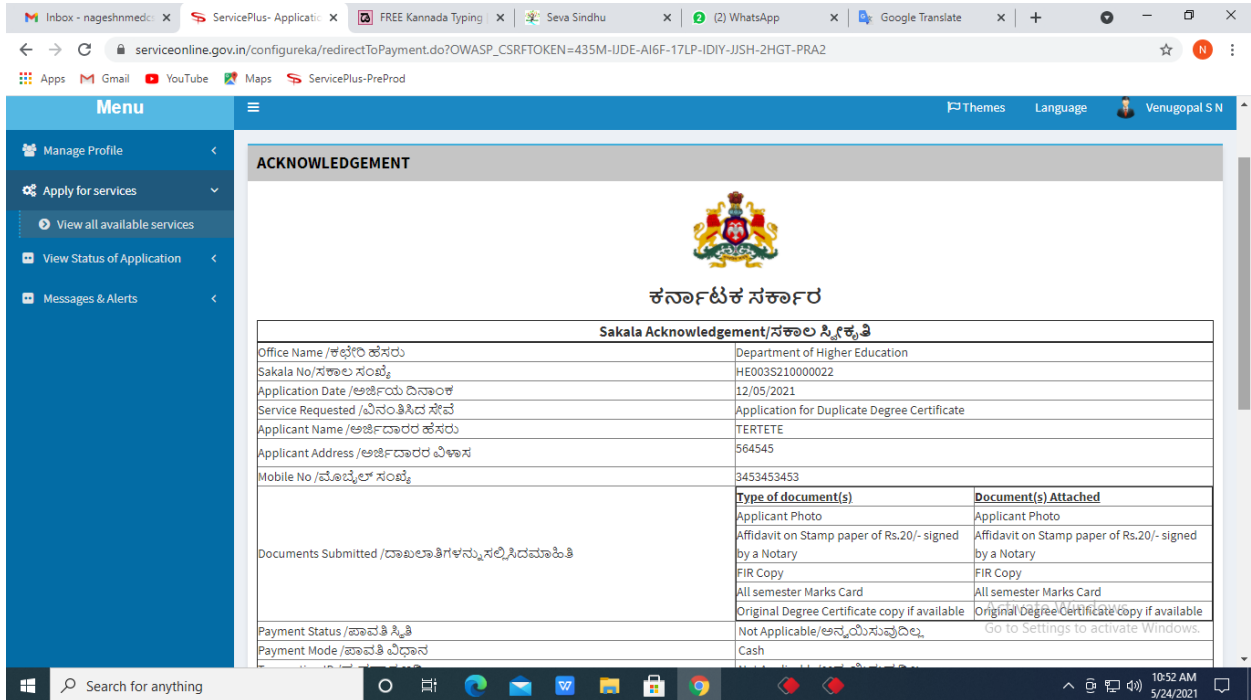 Inbox - nageshnmedc
ServicePlus- Applicatic
FREE Kannada Typing
Seva Sindhu
(2) WhatsApp
Google Translate
serviceonline.gov.in/configureka/redirectToPayment.do?OWASP_CSRFTOKEN=435M-IJDE-AI6F-17LP-IDIY-JJSH-2HGT-PRA2
N
Apps Gmail YouTube Maps ServicePlus-PreProd
Menu
Themes Language Venugopal S N
Manage Profile
Apply for services
View all available services
View Status of Application
Messages & Alerts
ACKNOWLEDGEMENT
ಕರ್ನಾಟಕ ಸರ್ಕಾರ
Sakala Acknowledgement/ಸಕಾಲ ಸ್ವೀಕೃತಿ
Office Name /ಕಛೇರಿ ಹೆಸರು Department of Higher Education
Sakala No/ಸಕಾಲ ಸಂಖ್ಯೆ HE003S210000022
Application Date /ಅರ್ಜಿಯ ದಿನಾಂಕ 12/05/2021
Service Requested /ವಿನಂತಿಸಿದ ಸೇವೆ Application for Duplicate Degree Certificate
Applicant Name /ಅರ್ಜಿದಾರರ ಹೆಸರು TERTETE
Applicant Address /ಅರ್ಜಿದಾರರ ವಿಳಾಸ 564545
Mobile No /ಮೊಬೈಲ್ ಸಂಖ್ಯೆ 3453453453
Documents Submitted /ದಾಖಲಾತಿಗಳನ್ನು ಸಲ್ಲಿಸಿದಮಾಹಿತಿ
Type of document(s) Document(s) Attached
Applicant Photo Applicant Photo
Affidavit on Stamp paper of Rs.20/- signed Affidavit on Stamp paper of Rs.20/- signed
by a Notary by a Notary
FIR Copy FIR Copy
All semester Marks Card All semester Marks Card
Original Degree Certificate copy if available Original Degree Certificate copy if available
Payment Status /ಪಾವತಿ ಸ್ಥಿತಿ Not Applicable/ಅನ್ವಯಿಸುವುದಿಲ್ಲ
Payment Mode /ಪಾವತಿ ವಿಧಾನ Cash
Activate Windows
Go to Settings to activate Windows.
Search for anything
10:52 AM
5/24/2021